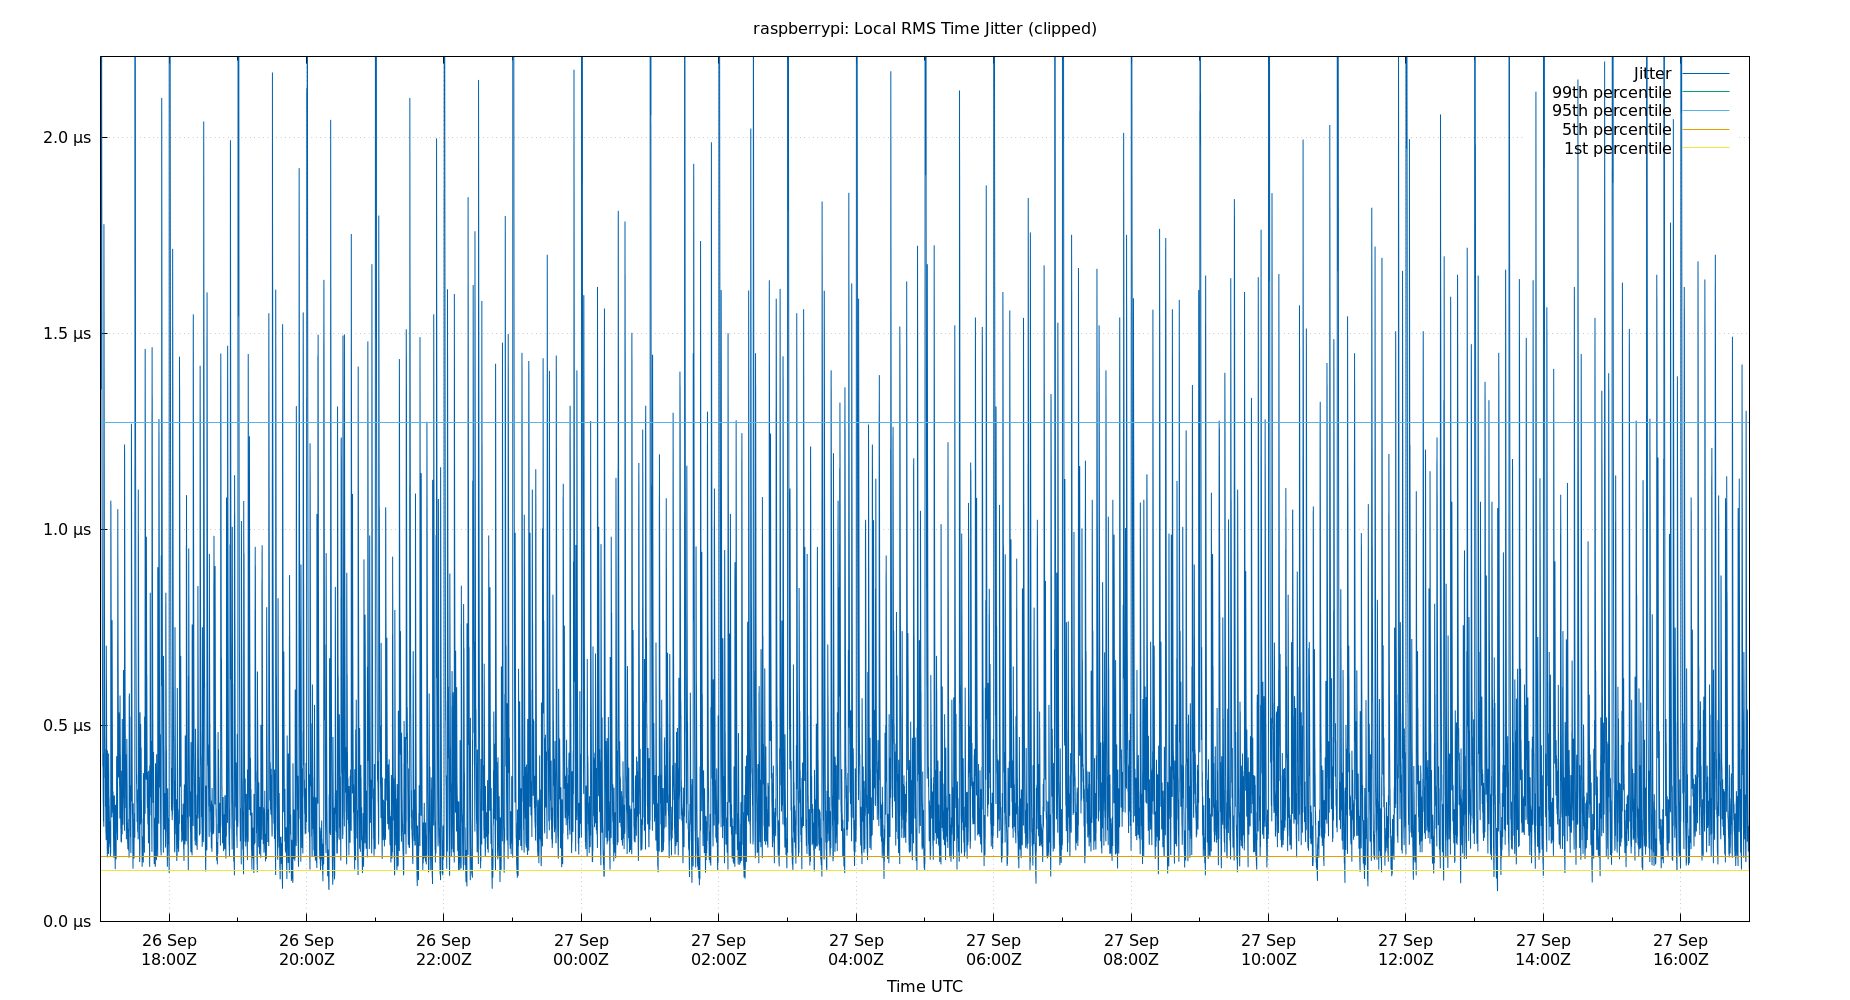 raspberrypi: Local RMS Time Jitter (clipped)
Jitter
99th percentile
95th percentile
5th percentile
1st percentile
2.0 µs
1.5 µs
1.0 µs
0.5 µs
0.0 µs
26 Sep 26 Sep 26 Sep 27 Sep 27 Sep 27 Sep 27 Sep 27 Sep 27 Sep 27 Sep 27 Sep 27 Sep
18:00Z 20:00Z 22:00Z 00:00Z 02:00Z 04:00Z 06:00Z 08:00Z 10:00Z 12:00Z 14:00Z 16:00Z
Time UTC